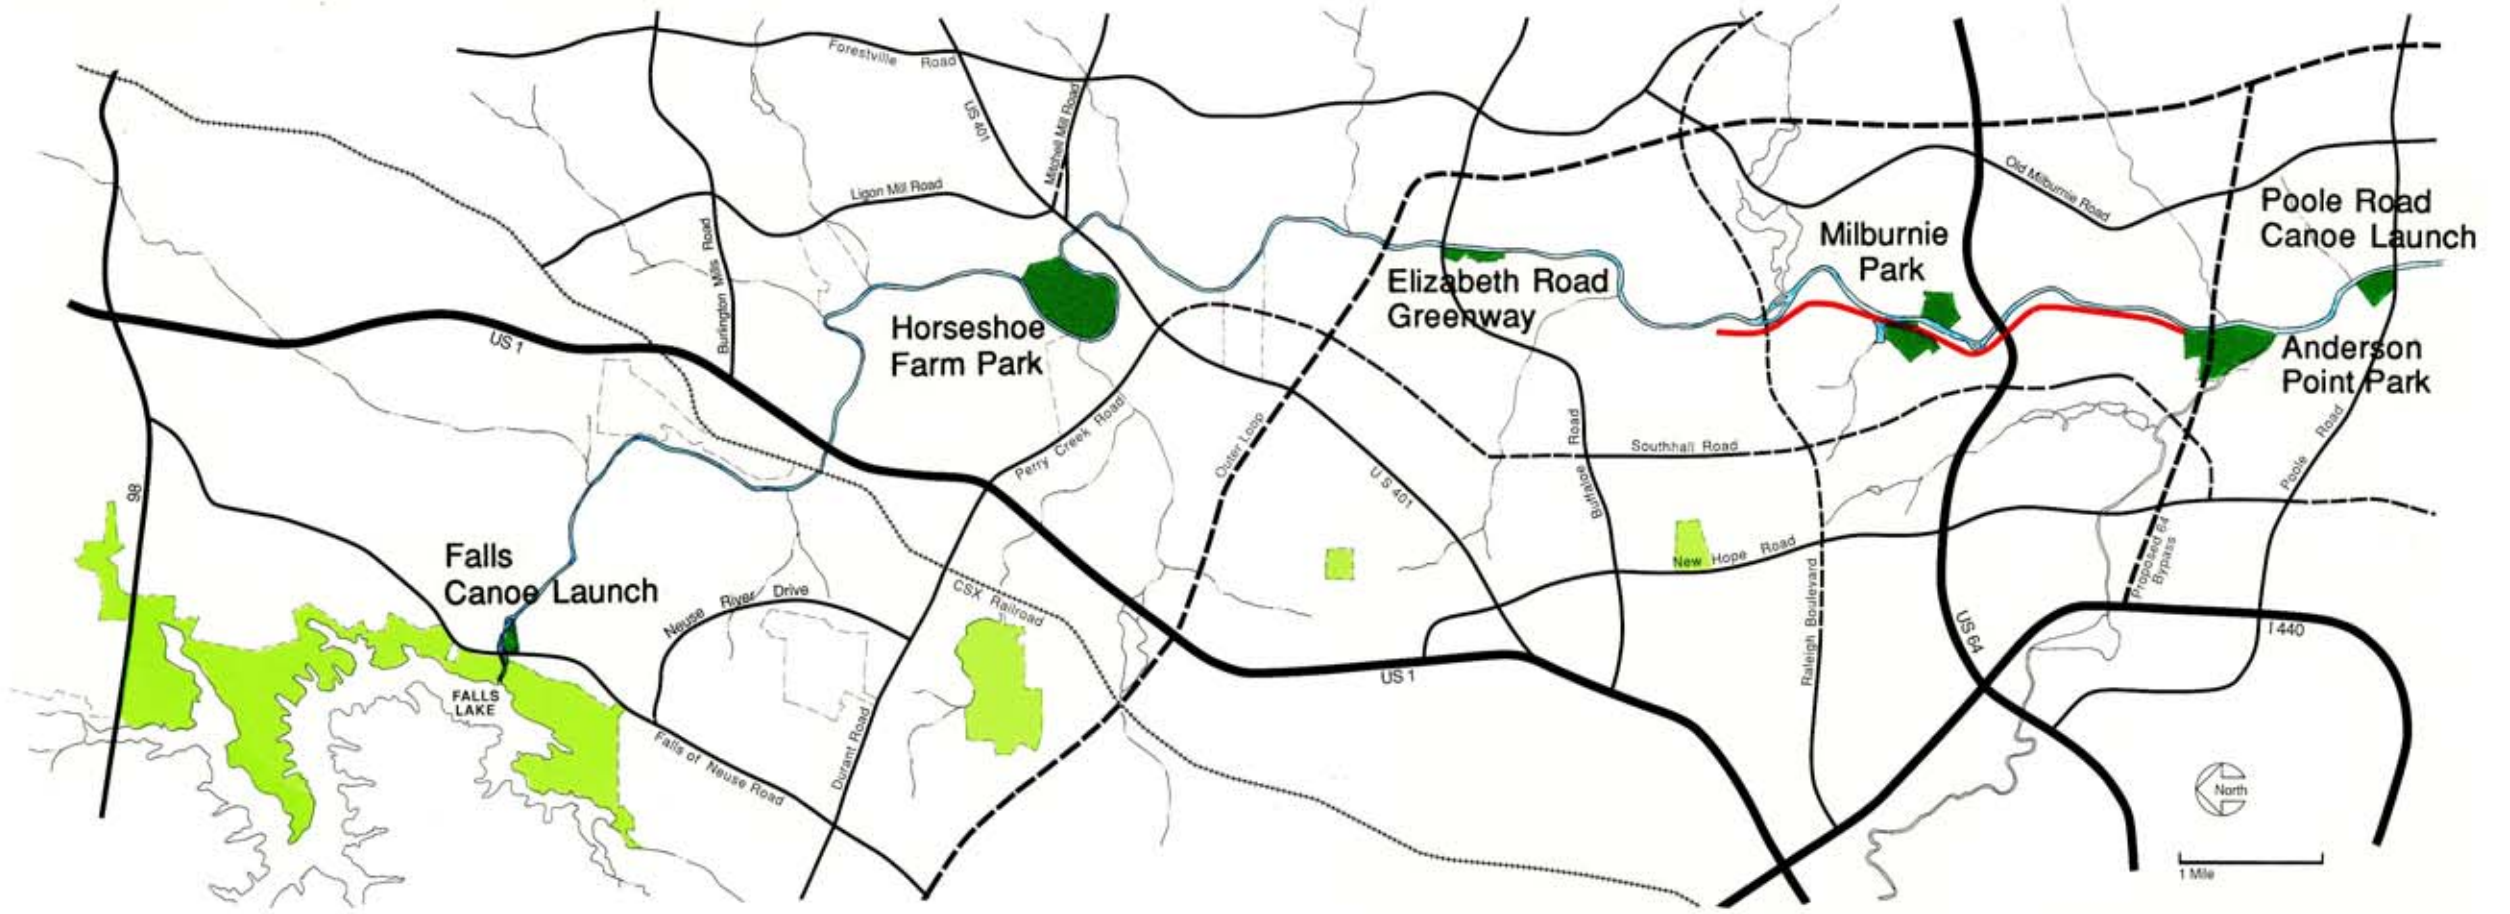 Forestville Road
US 401
Mitchell Mill Road
Ligon Mill Road
Old Milburnie Road
Poole Road
Canoe Launch
Milburnie
Park
Burlington Mills Road
Elizabeth Road
Greenway
Horseshoe
Farm Park
US 1
Anderson
Point Park
Perry Creek Road
Outer Loop
Road
Buffaloe
Southhall Road
U S 401
Poole Road
98
Falls
Canoe Launch
New Hope Road
Proposed 64
Bypass
Raleigh Boulevard
CSX Railroad
Neuse River Drive
US 64
I 440
US 1
FALLS
LAKE
Durant Road
Falls of Neuse Road
North
1 Mile